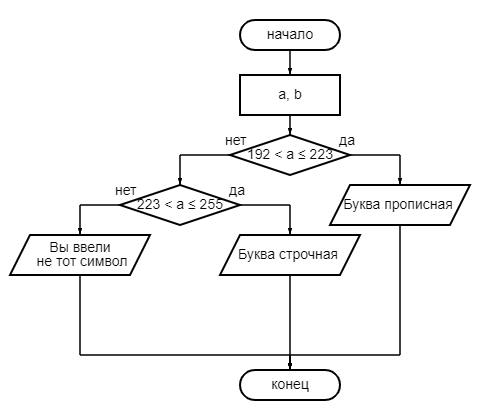 начало
a, b
нет
да
192 < a ≤ 223
нет
да
223 < a ≤ 255
Буква прописная
Вы ввели
не тот символ
Буква строчная
конец